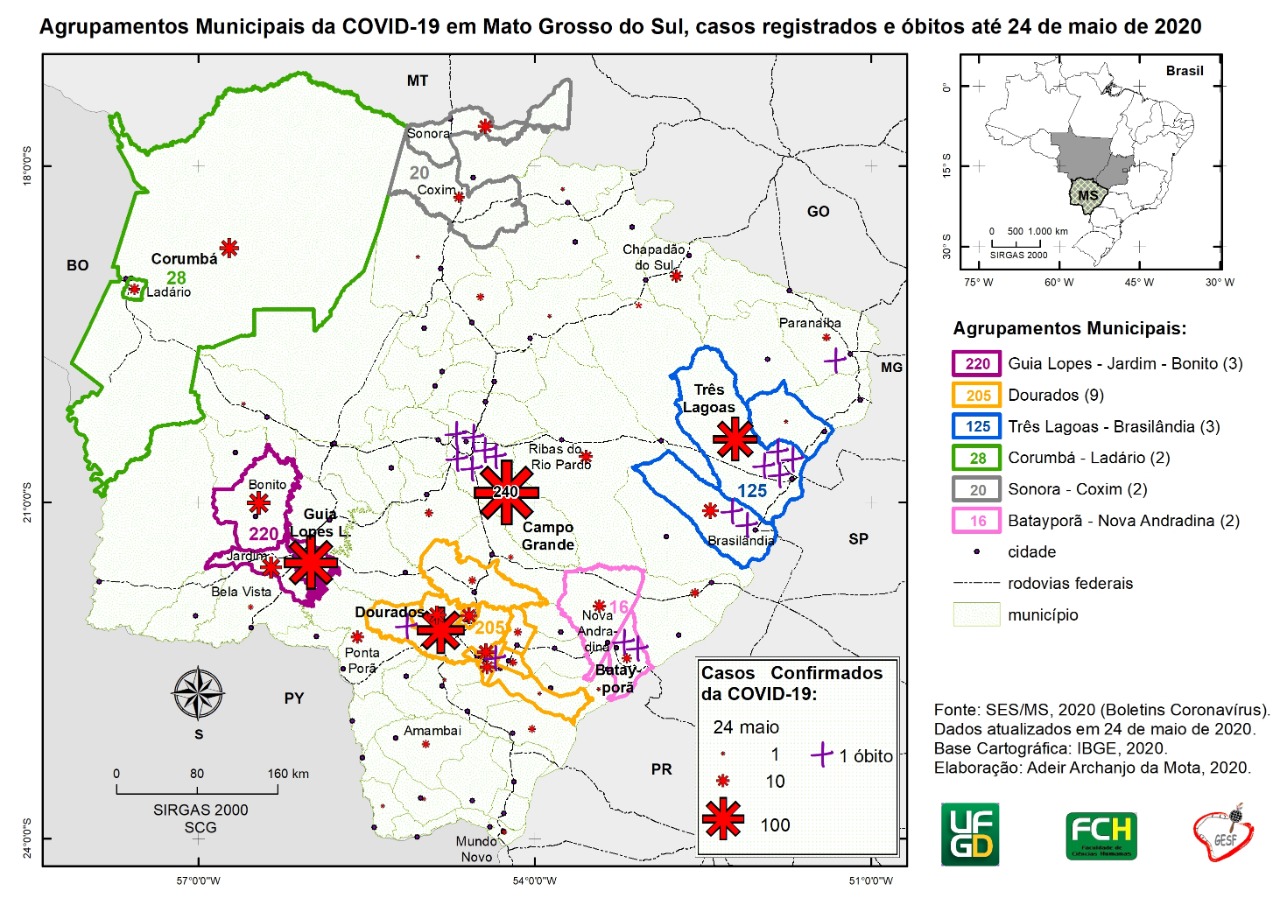 Agrupamentos Municipais da COVID-19 em Mato Grosso do Sul, casos registrados e óbitos até 24 de maio de 2020
MT
BO
GO
MG
SP
PR
PY
18°0'0"S
21°0'0"S
24°0'0"S
57°0'0"W
54°0'0"W
51°0'0"W
Sonora
20
Coxim
Corumbá
28
Ladário
Chapadão
do Sul
Paranaíba
Três
Lagoas
125
Brasilândia
Ribas do
Rio Pardo
240
Campo
Grande
Bonito
220
Guia
Lopes L.
Jardim
Bela Vista
Dourados
205
Ponta
Porã
16
Nova
Andra-
dina
Batay-
porã
Amambai
Mundo
Novo
S
0 80 160 km
SIRGAS 2000
SCG
Casos Confirmados
da COVID-19:
24 maio
1
1 óbito
10
100
Brasil
MS
0 500 1.000 km
SIRGAS 2000
0°
15° S
30° S
75° W
60° W
45° W
30° W
Agrupamentos Municipais:
220 Guia Lopes - Jardim - Bonito (3)
205 Dourados (9)
125 Três Lagoas - Brasilândia (3)
28 Corumbá - Ladário (2)
20 Sonora - Coxim (2)
16 Batayporã - Nova Andradina (2)
cidade
rodovias federais
município
Fonte: SES/MS, 2020 (Boletins Coronavírus).
Dados atualizados em 24 de maio de 2020.
Base Cartográfica: IBGE, 2020.
Elaboração: Adeir Archanjo da Mota, 2020.
UF
GD
FCH
Faculdade de
Ciências Humanas
GESF